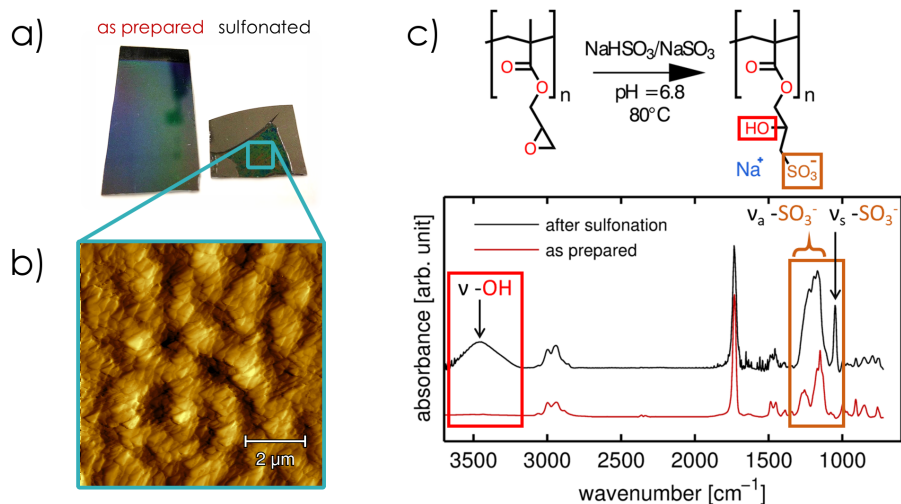 a)
as prepared sulfonated
b)
2 µm
c)
O
O
n
O
NaHSO₃/NaSO₃
pH =6.8
80°C
O
O
n
HO
Na⁺
SO₃⁻
after sulfonation
as prepared
νₐ -SO₃⁻ νₛ -SO₃⁻
ν -OH
absorbance [arb. unit]
3500 3000 2500 2000 1500 1000
wavenumber [cm⁻¹]